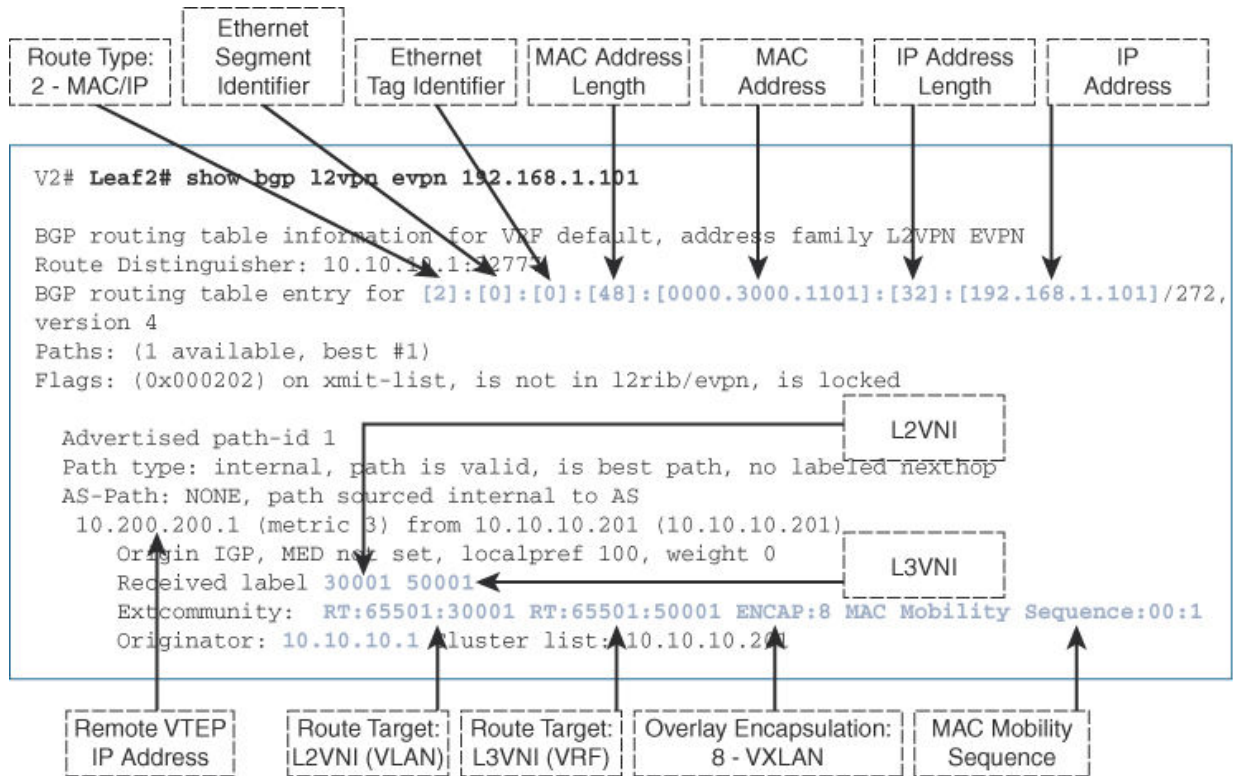 Route Type:
2 - MAC/IP
Ethernet
Segment
Identifier
Ethernet
Tag Identifier
MAC Address
Length
MAC
Address
IP Address
Length
IP
Address
V2# Leaf2# show bgp l2vpn evpn 192.168.1.101
BGP routing table information for VRF default, address family L2VPN EVPN
Route Distinguisher: 10.10.10.1:32777
BGP routing table entry for [2]:[0]:[0]:[48]:[0000.3000.1101]:[32]:[192.168.1.101]/272,
version 4
Paths: (1 available, best #1)
Flags: (0x000202) on xmit-list, is not in l2rib/evpn, is locked
L2VNI
Advertised path-id 1
Path type: internal, path is valid, is best path, no labeled nexthop
AS-Path: NONE, path sourced internal to AS
10.200.200.1 (metric 3) from 10.10.10.201 (10.10.10.201)
Origin IGP, MED not set, localpref 100, weight 0
L3VNI
Received label 30001 50001
Extcommunity: RT:65501:30001 RT:65501:50001 ENCAP:8 MAC Mobility Sequence:00:1
Originator: 10.10.10.1 Cluster list: 10.10.10.201
Remote VTEP
IP Address
Route Target:
L2VNI (VLAN)
Route Target:
L3VNI (VRF)
Overlay Encapsulation:
8 - VXLAN
MAC Mobility
Sequence